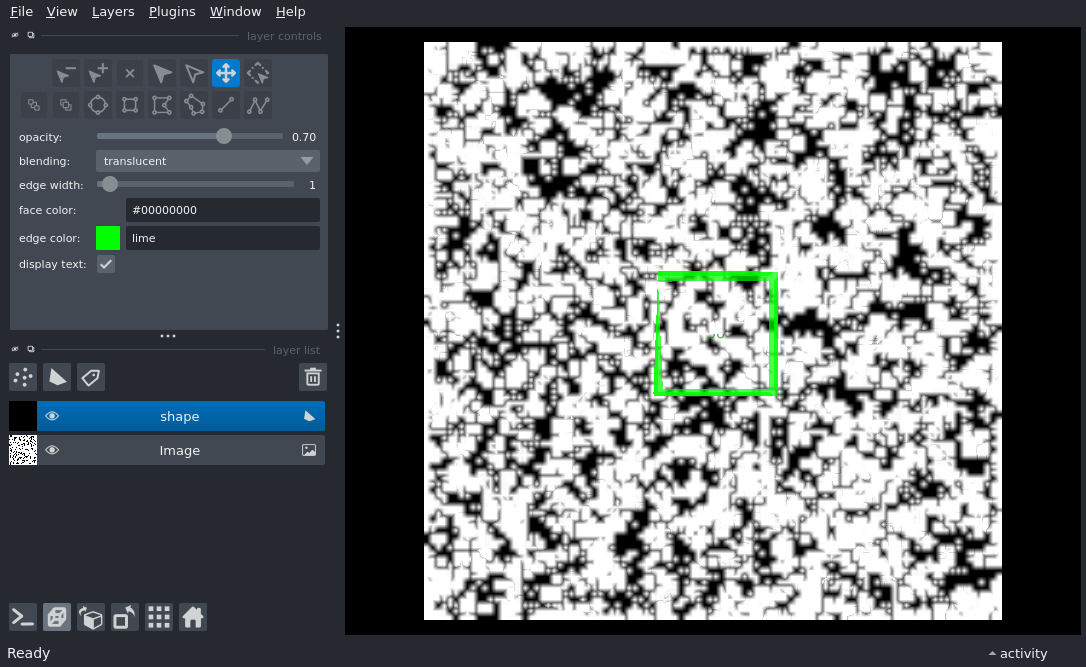 File View Layers Plugins Window Help
layer controls
opacity: 0.70
blending: translucent
edge width: 1
face color: #00000000
edge color: lime
display text:
layer list
shape
Image
Ready
activity